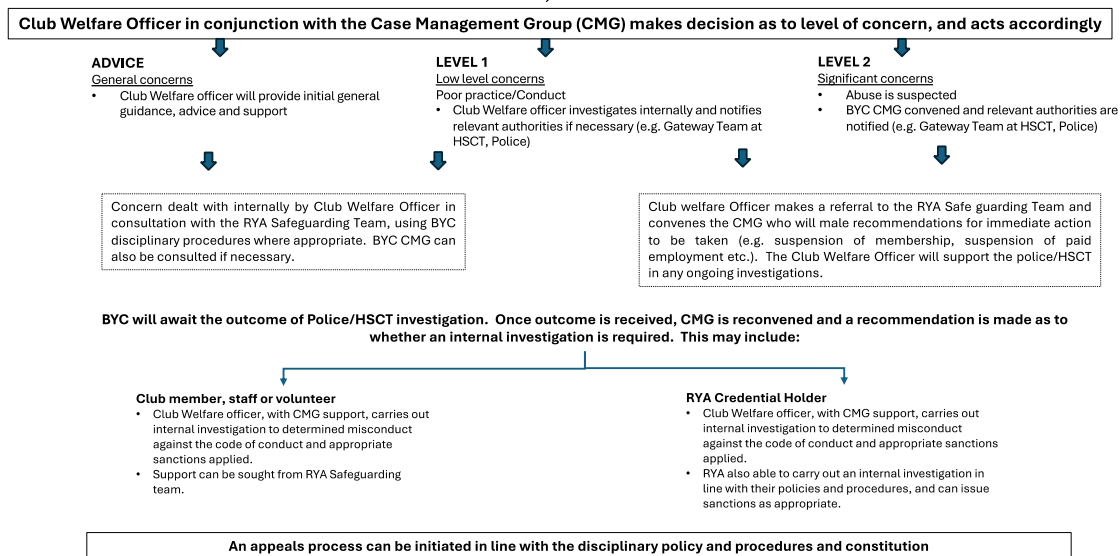 Club Welfare Officer in conjunction with the Case Management Group (CMG) makes decision as to level of concern, and acts accordingly
ADVICE
General concerns
• Club Welfare officer will provide initial general
guidance, advice and support
LEVEL 1
Low level concerns
Poor practice/Conduct
• Club Welfare officer investigates internally and notifies
relevant authorities if necessary (e.g. Gateway Team at
HSCT, Police)
LEVEL 2
Significant concerns
• Abuse is suspected
• BYC CMG convened and relevant authorities are
notified (e.g. Gateway Team at HSCT, Police)
Concern dealt with internally by Club Welfare Officer in
consultation with the RYA Safeguarding Team, using BYC
disciplinary procedures where appropriate. BYC CMG can
also be consulted if necessary.
Club welfare Officer makes a referral to the RYA Safe guarding Team and
convenes the CMG who will male recommendations for immediate action
to be taken (e.g. suspension of membership, suspension of paid
employment etc.). The Club Welfare Officer will support the police/HSCT
in any ongoing investigations.
BYC will await the outcome of Police/HSCT investigation. Once outcome is received, CMG is reconvened and a recommendation is made as to
whether an internal investigation is required. This may include:
Club member, staff or volunteer
• Club Welfare officer, with CMG support, carries out
internal investigation to determined misconduct
against the code of conduct and appropriate
sanctions applied.
• Support can be sought from RYA Safeguarding
team.
RYA Credential Holder
• Club Welfare officer, with CMG support, carries out
internal investigation to determined misconduct
against the code of conduct and appropriate sanctions
applied.
• RYA also able to carry out an internal investigation in
line with their policies and procedures, and can issue
sanctions as appropriate.
An appeals process can be initiated in line with the disciplinary policy and procedures and constitution